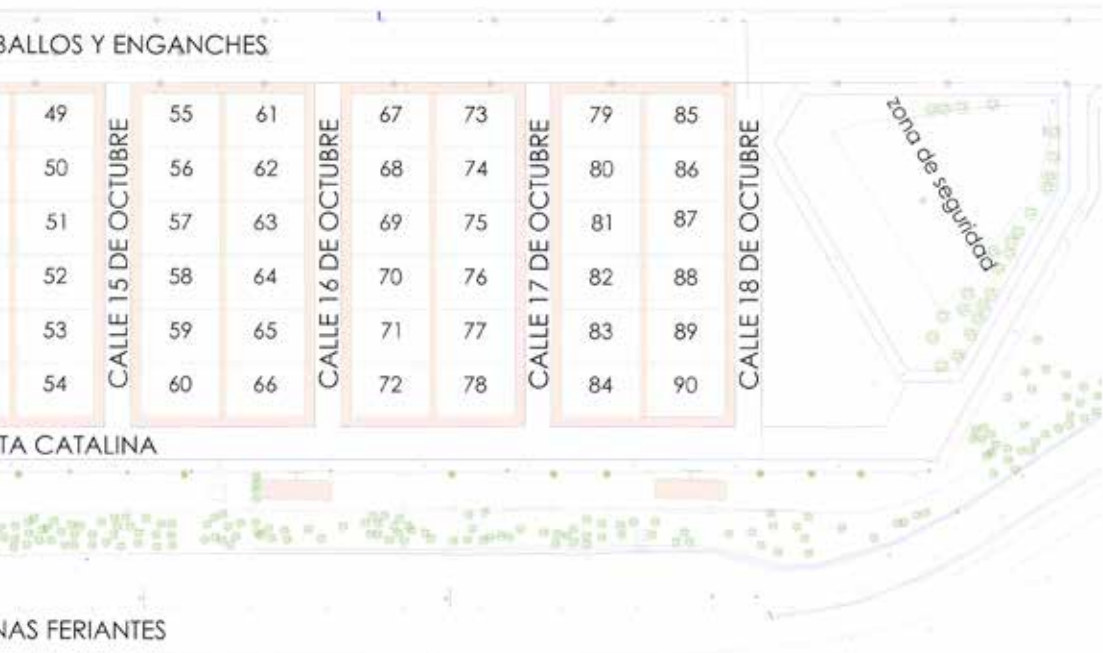 BALLOS Y ENGANCHES
49 55 61 67 73 79 85
50 56 62 68 74 80 86
51 57 63 69 75 81 87
52 58 64 70 76 82 88
53 59 65 71 77 83 89
54 60 66 72 78 84 90
CALLE 15 DE OCTUBRE
CALLE 16 DE OCTUBRE
CALLE 17 DE OCTUBRE
CALLE 18 DE OCTUBRE
zona de seguridad
TA CATALINA
NAS FERIANTES